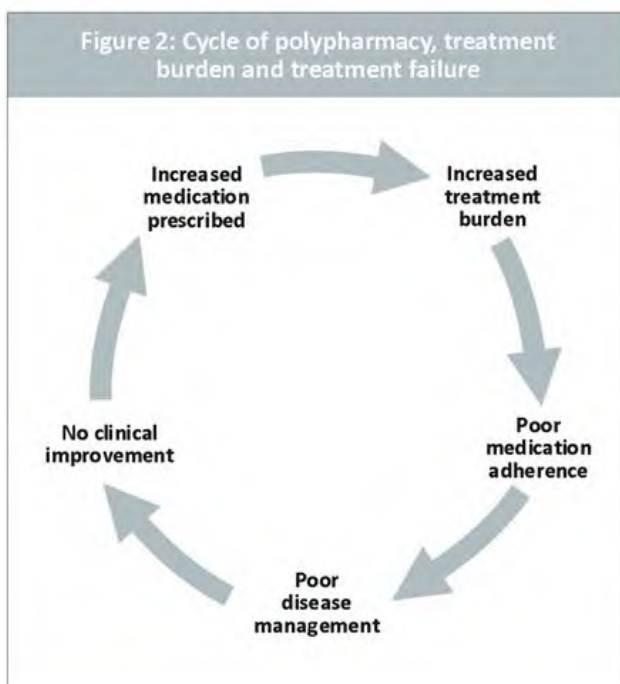 Figure 2: Cycle of polypharmacy, treatment
burden and treatment failure
Increased
medication
prescribed
Increased
treatment
burden
Poor
medication
adherence
Poor
disease
management
No clinical
improvement